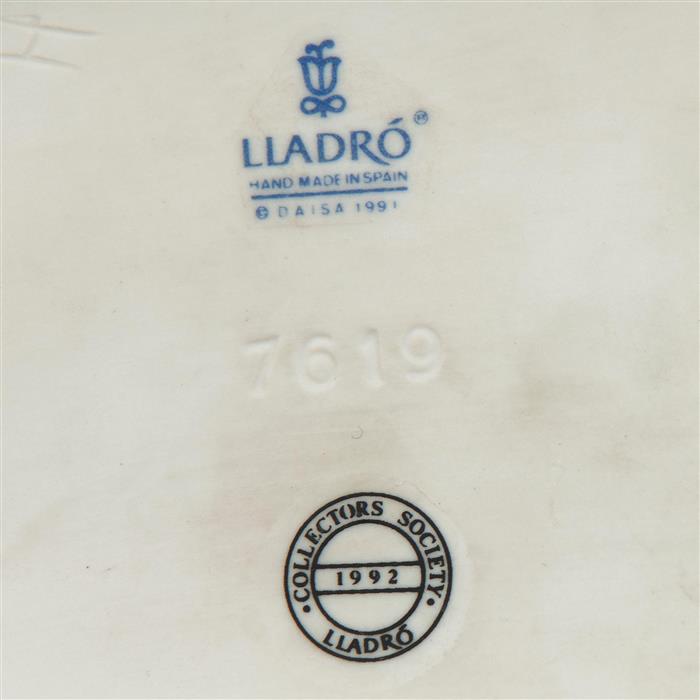 LLADRÓ®
HAND MADE IN SPAIN
© DAISA 1991
7619
COLLECTORS SOCIETY
1992
LLADRÓ